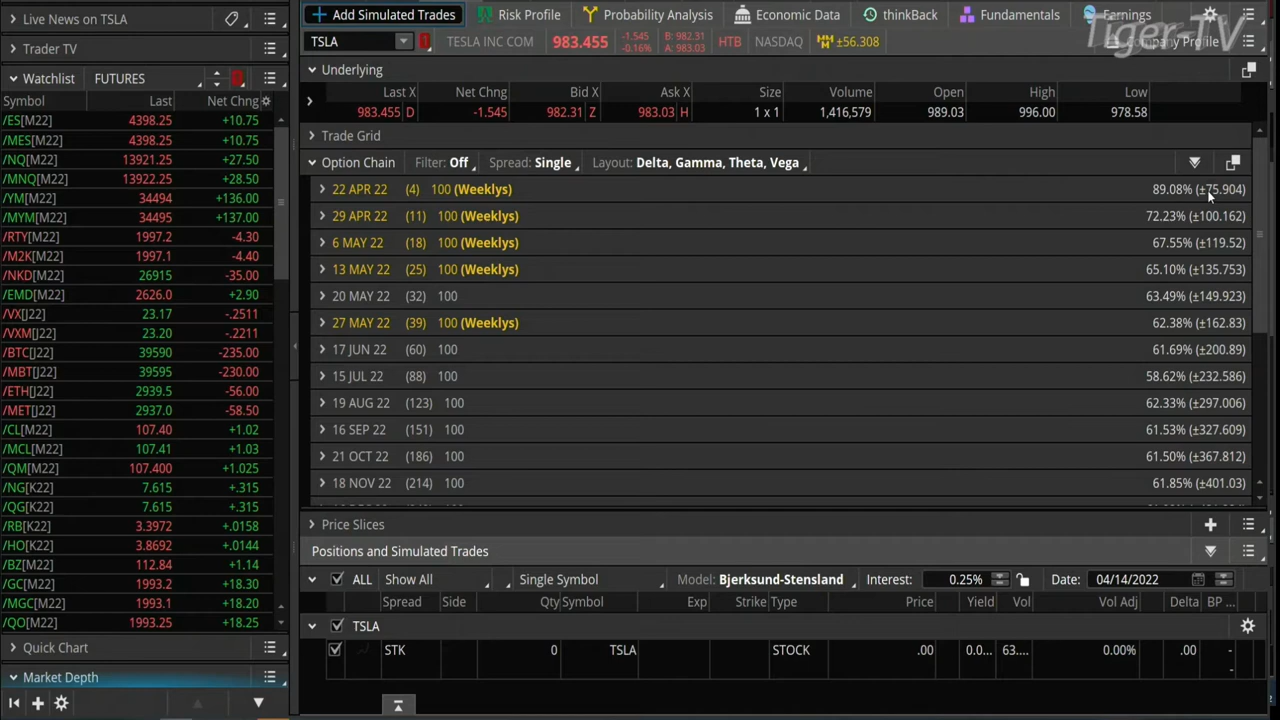 Live News on TSLA
Trader TV
Watchlist FUTURES
Symbol Last Net Chng
/ES[M22] 4398.25 +10.75
/MES[M22] 4398.25 +10.75
/NQ[M22] 13921.25 +27.50
/MNQ[M22] 13922.25 +28.50
/YM[M22] 34494 +136.00
/MYM[M22] 34495 +137.00
/RTY[M22] 1997.2 -4.30
/M2K[M22] 1997.1 -4.40
/NKD[M22] 26915 -35.00
/EMD[M22] 2626.0 +2.90
/VX[J22] 23.17 -.2511
/VXM[J22] 23.20 -.2211
/BTC[J22] 39590 -235.00
/MBT[J22] 39595 -230.00
/ETH[J22] 2939.5 -56.00
/MET[J22] 2937.0 -58.50
/CL[M22] 107.40 +1.02
/MCL[M22] 107.41 +1.03
/QM[M22] 107.400 +1.025
/NG[K22] 7.615 +.315
/QG[K22] 7.615 +.315
/RB[K22] 3.3972 +.0158
/HO[K22] 3.8692 +.0144
/BZ[M22] 112.84 +1.14
/GC[M22] 1993.2 +18.30
/MGC[M22] 1993.1 +18.20
/QO[M22] 1993.25 +18.25
Quick Chart
Market Depth
+ Add Simulated Trades Risk Profile Probability Analysis Economic Data thinkBack Fundamentals Earnings
Tiger-TV
TSLA TESLA INC COM 983.455 -1.545 -0.16% B: 982.31 A: 983.03 HTB NASDAQ ±56.308 Company Profile
Underlying
Last X Net Chng Bid X Ask X Size Volume Open High Low
983.455 D -1.545 982.31 Z 983.03 H 1 x 1 1,416,579 989.03 996.00 978.58
Trade Grid
Option Chain Filter: Off Spread: Single Layout: Delta, Gamma, Theta, Vega
22 APR 22 (4) 100 (Weeklys) 89.08% (±75.904)
29 APR 22 (11) 100 (Weeklys) 72.23% (±100.162)
6 MAY 22 (18) 100 (Weeklys) 67.55% (±119.52)
13 MAY 22 (25) 100 (Weeklys) 65.10% (±135.753)
20 MAY 22 (32) 100 63.49% (±149.923)
27 MAY 22 (39) 100 (Weeklys) 62.38% (±162.83)
17 JUN 22 (60) 100 61.69% (±200.89)
15 JUL 22 (88) 100 58.62% (±232.586)
19 AUG 22 (123) 100 62.33% (±297.006)
16 SEP 22 (151) 100 61.53% (±327.609)
21 OCT 22 (186) 100 61.50% (±367.812)
18 NOV 22 (214) 100 61.85% (±401.03)
Price Slices
Positions and Simulated Trades
ALL Show All Single Symbol Model: Bjerksund-Stensland Interest: 0.25% Date: 04/14/2022
Spread Side Qty Symbol Exp Strike Type Price Yield Vol Vol Adj Delta BP ...
TSLA
STK 0 TSLA STOCK .00 0.0... 63.... 0.00% .00 -
-